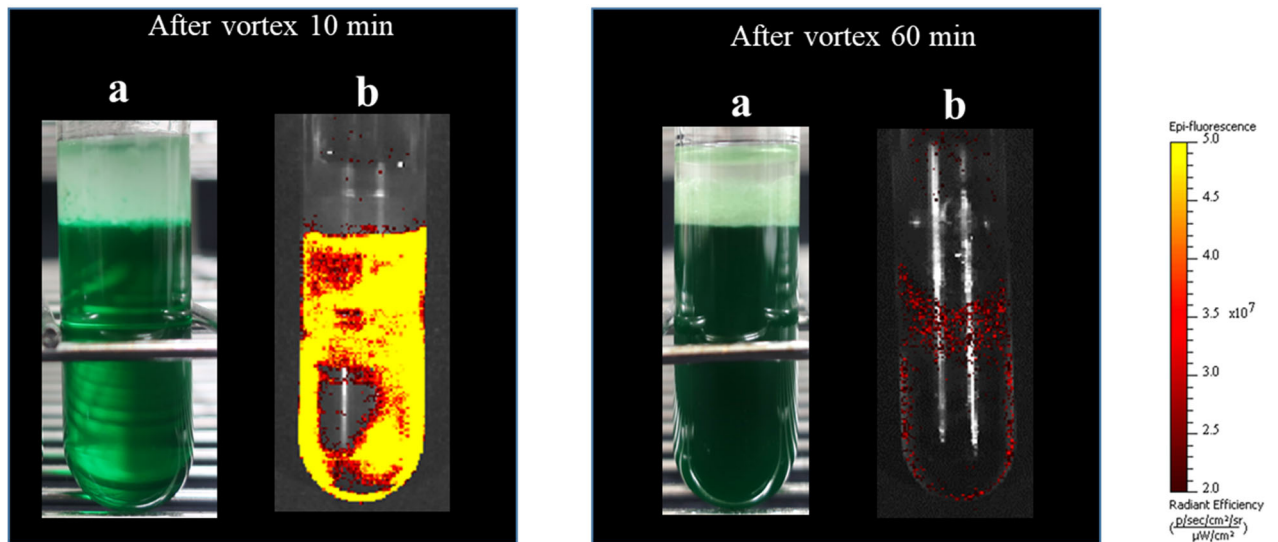 After vortex 10 min
a
b
After vortex 60 min
a
b
Epi-fluorescence
5.0
4.5
4.0
3.5
x10⁷
3.0
2.5
2.0
Radiant Efficiency
(p/sec/cm²/sr / µW/cm²)